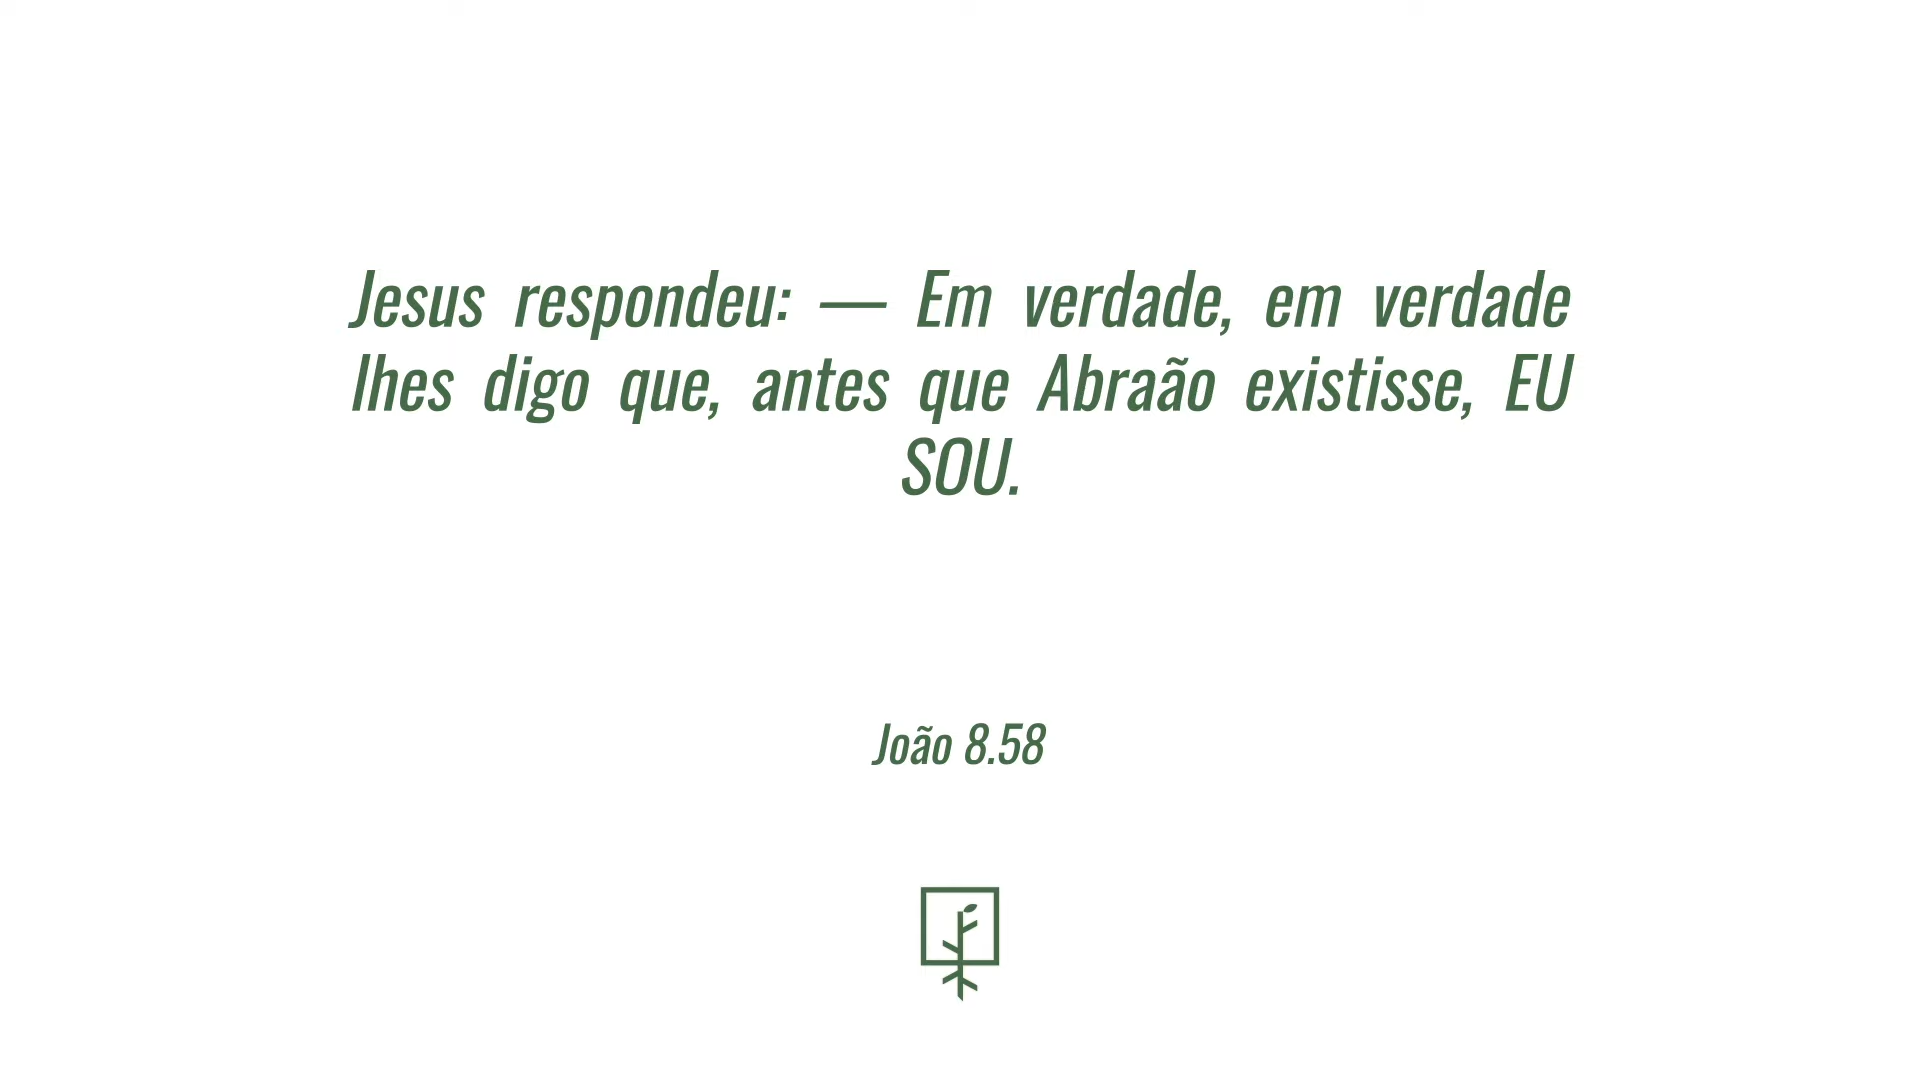 Jesus respondeu: — Em verdade, em verdade
lhes digo que, antes que Abraão existisse, EU
SOU.
João 8.58